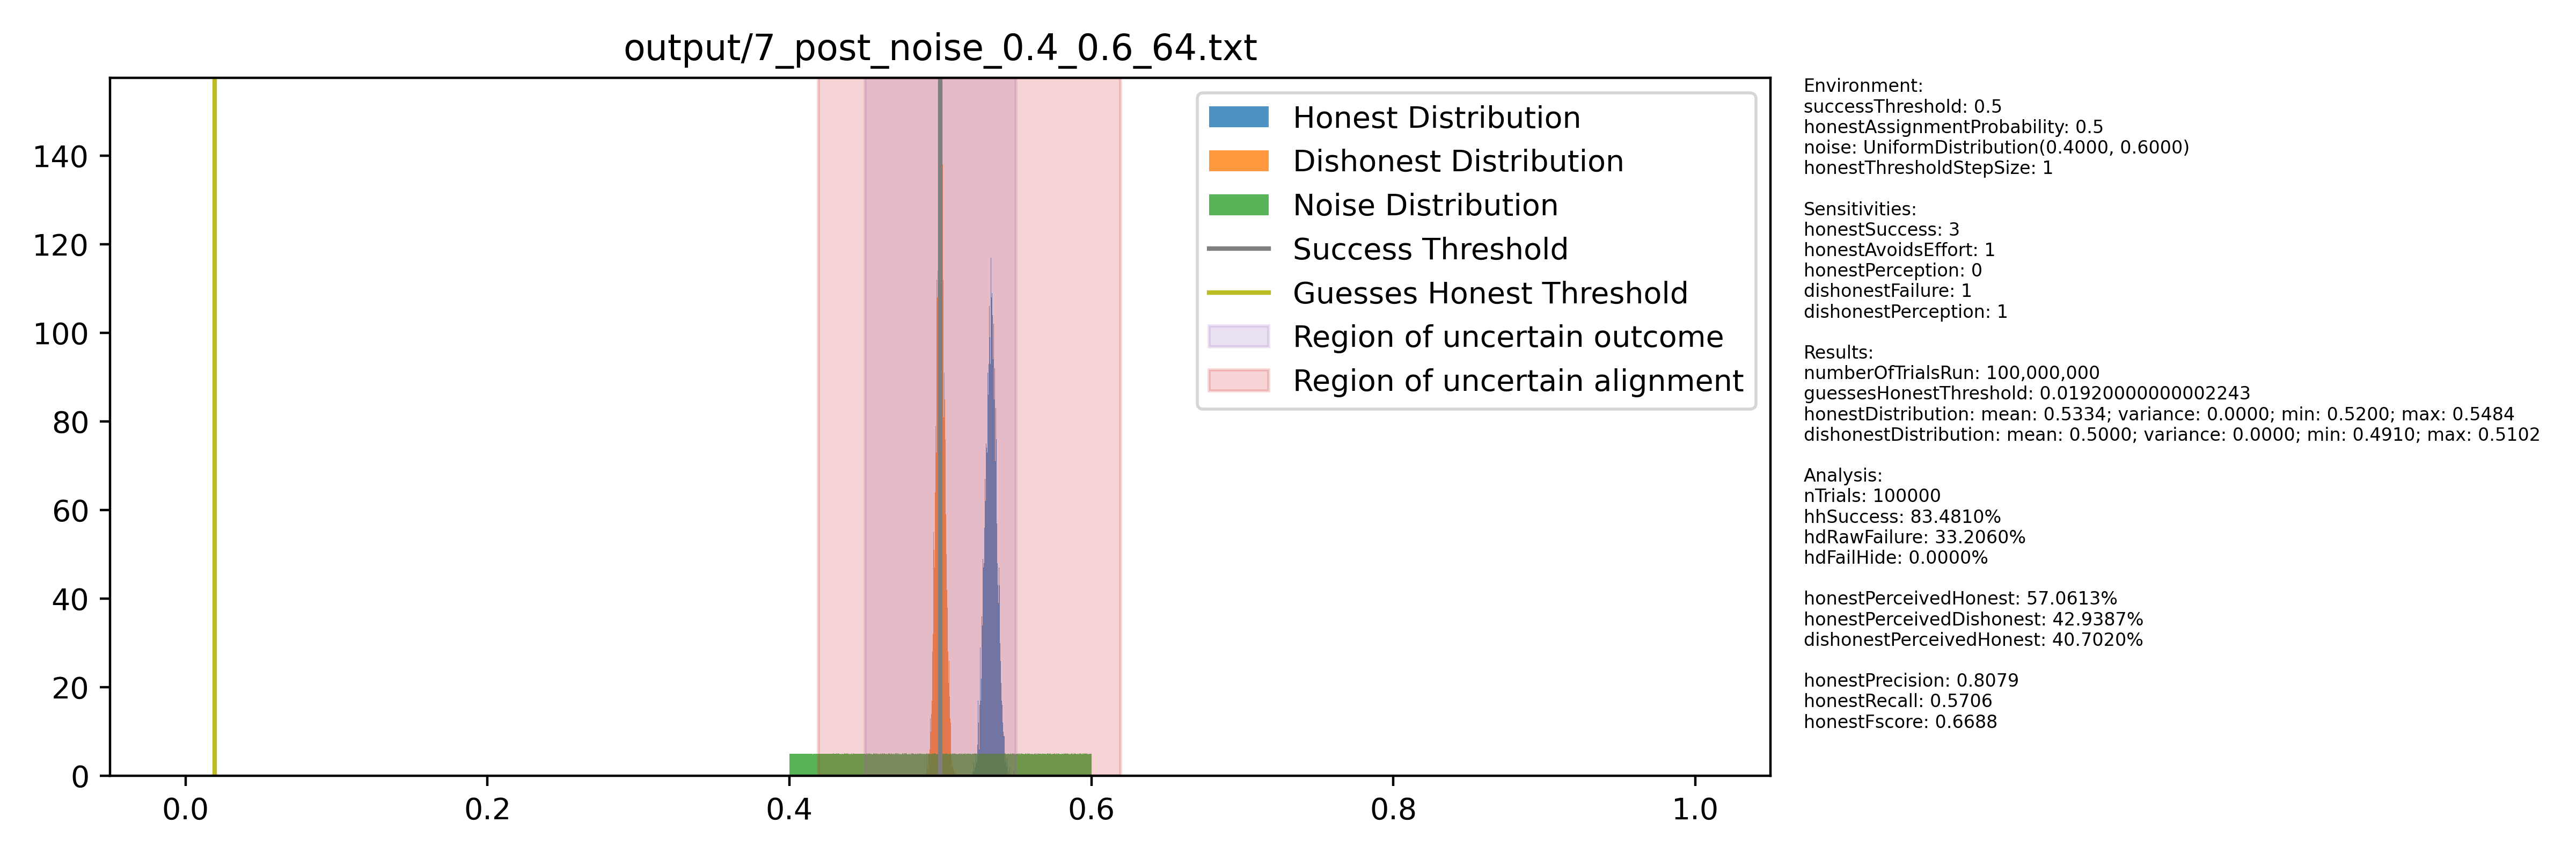 output/7_post_noise_0.4_0.6_64.txt
140
120
100
80
60
40
20
0
0.0
0.2
0.4
0.6
0.8
1.0
Honest Distribution
Dishonest Distribution
Noise Distribution
Success Threshold
Guesses Honest Threshold
Region of uncertain outcome
Region of uncertain alignment
Environment:
successThreshold: 0.5
honestAssignmentProbability: 0.5
noise: UniformDistribution(0.4000, 0.6000)
honestThresholdStepSize: 1
Sensitivities:
honestSuccess: 3
honestAvoidsEffort: 1
honestPerception: 0
dishonestFailure: 1
dishonestPerception: 1
Results:
numberOfTrialsRun: 100,000,000
guessesHonestThreshold: 0.01920000000002243
honestDistribution: mean: 0.5334; variance: 0.0000; min: 0.5200; max: 0.5484
dishonestDistribution: mean: 0.5000; variance: 0.0000; min: 0.4910; max: 0.5102
Analysis:
nTrials: 100000
hhSuccess: 83.4810%
hdRawFailure: 33.2060%
hdFailHide: 0.0000%
honestPerceivedHonest: 57.0613%
honestPerceivedDishonest: 42.9387%
dishonestPerceivedHonest: 40.7020%
honestPrecision: 0.8079
honestRecall: 0.5706
honestFscore: 0.6688